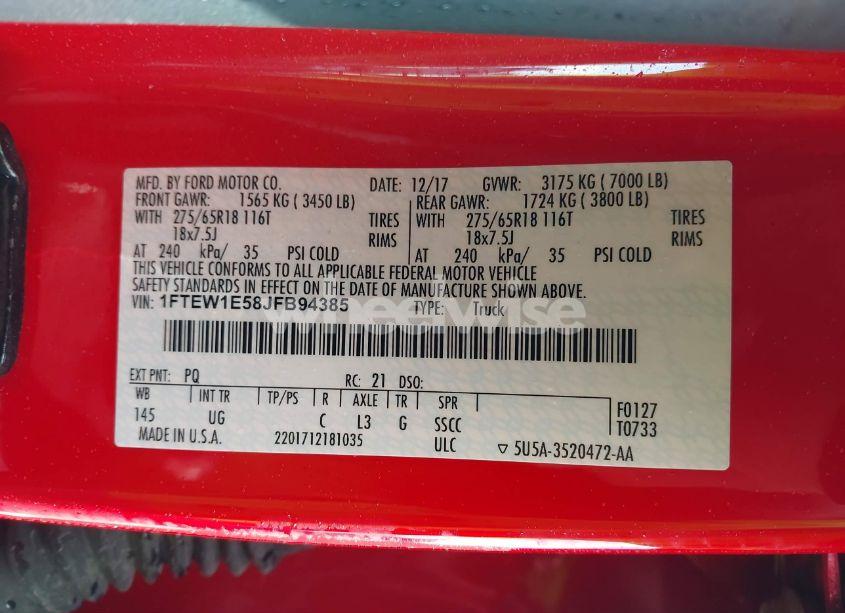 MFD. BY FORD MOTOR CO. DATE: 12/17 GVWR: 3175 KG ( 7000 LB)
FRONT GAWR: 1565 KG ( 3450 LB) REAR GAWR: 1724 KG ( 3800 LB)
WITH 275/65R18 116T TIRES WITH 275/65R18 116T TIRES
18x7.5J RIMS 18x7.5J RIMS
AT 240 kPa/ 35 PSI COLD AT 240 kPa/ 35 PSI COLD
THIS VEHICLE CONFORMS TO ALL APPLICABLE FEDERAL MOTOR VEHICLE
SAFETY STANDARDS IN EFFECT ON THE DATE OF MANUFACTURE SHOWN ABOVE.
VIN: 1FTEW1E58JFB94385 TYPE: Truck
wheelwise
EXT PNT: PQ RC: 21 DSO:
WB INT TR TP/PS R AXLE TR SPR F0127
145 UG C L3 G SSCC T0733
MADE IN U.S.A. 2201712181035 ULC ▽ 5U5A-3520472-AA